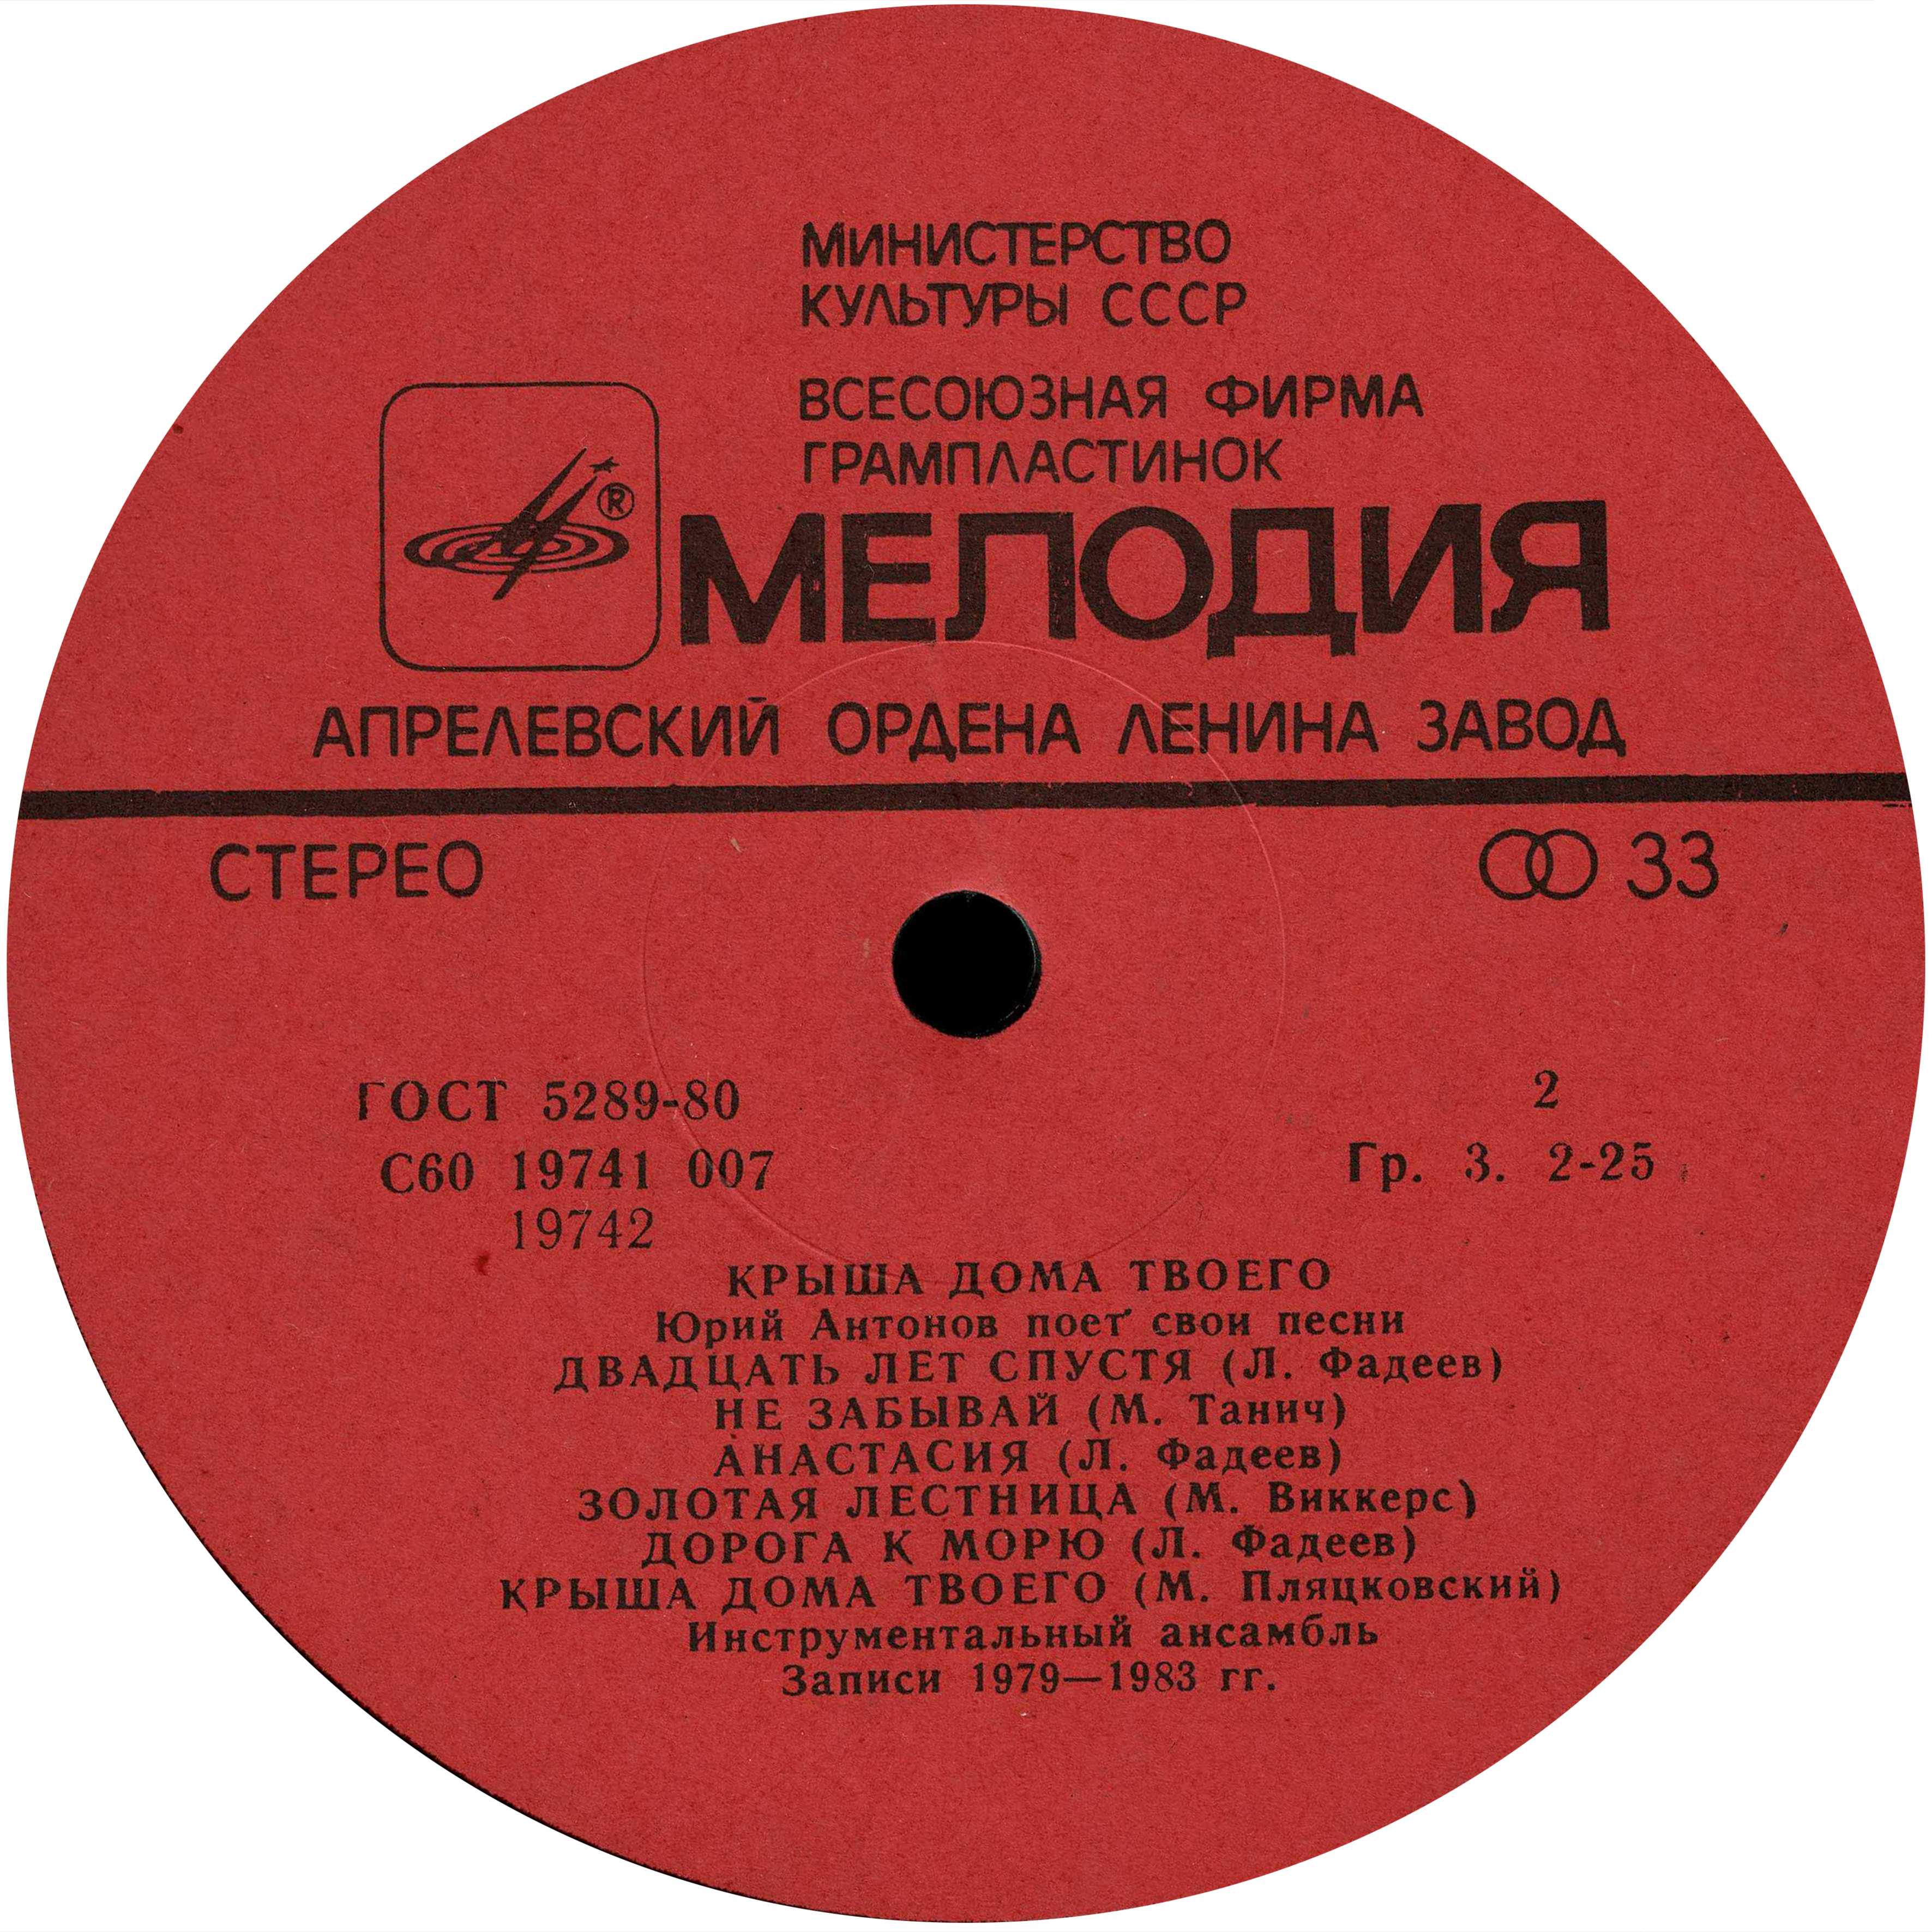 МИНИСТЕРСТВО
КУЛЬТУРЫ СССР
ВСЕСОЮЗНАЯ ФИРМА
ГРАМПЛАСТИНОК
®
МЕЛОДИЯ
АПРЕЛЕВСКИЙ ОРДЕНА ЛЕНИНА ЗАВОД
СТЕРЕО 33
ГОСТ 5289-80 2
С60 19741 007 Гр. 3. 2-25
19742
КРЫША ДОМА ТВОЕГО
Юрий Антонов поет свои песни
ДВАДЦАТЬ ЛЕТ СПУСТЯ (Л. Фадеев)
НЕ ЗАБЫВАЙ (М. Танич)
АНАСТАСИЯ (Л. Фадеев)
ЗОЛОТАЯ ЛЕСТНИЦА (М. Виккерс)
ДОРОГА К МОРЮ (Л. Фадеев)
КРЫША ДОМА ТВОЕГО (М. Пляцковский)
Инструментальный ансамбль
Записи 1979—1983 гг.